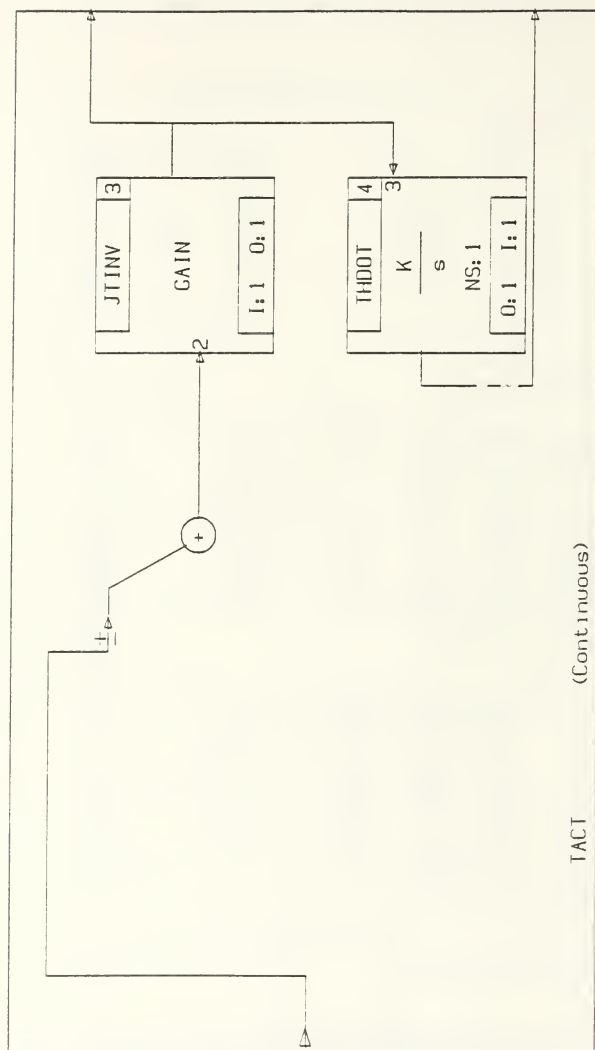 JTINV 3
GAIN
I: 1 O: 1
2
+
THDOT 4
3
K
s
NS: 1
O: 1 I: 1
+
TACT (Continuous)